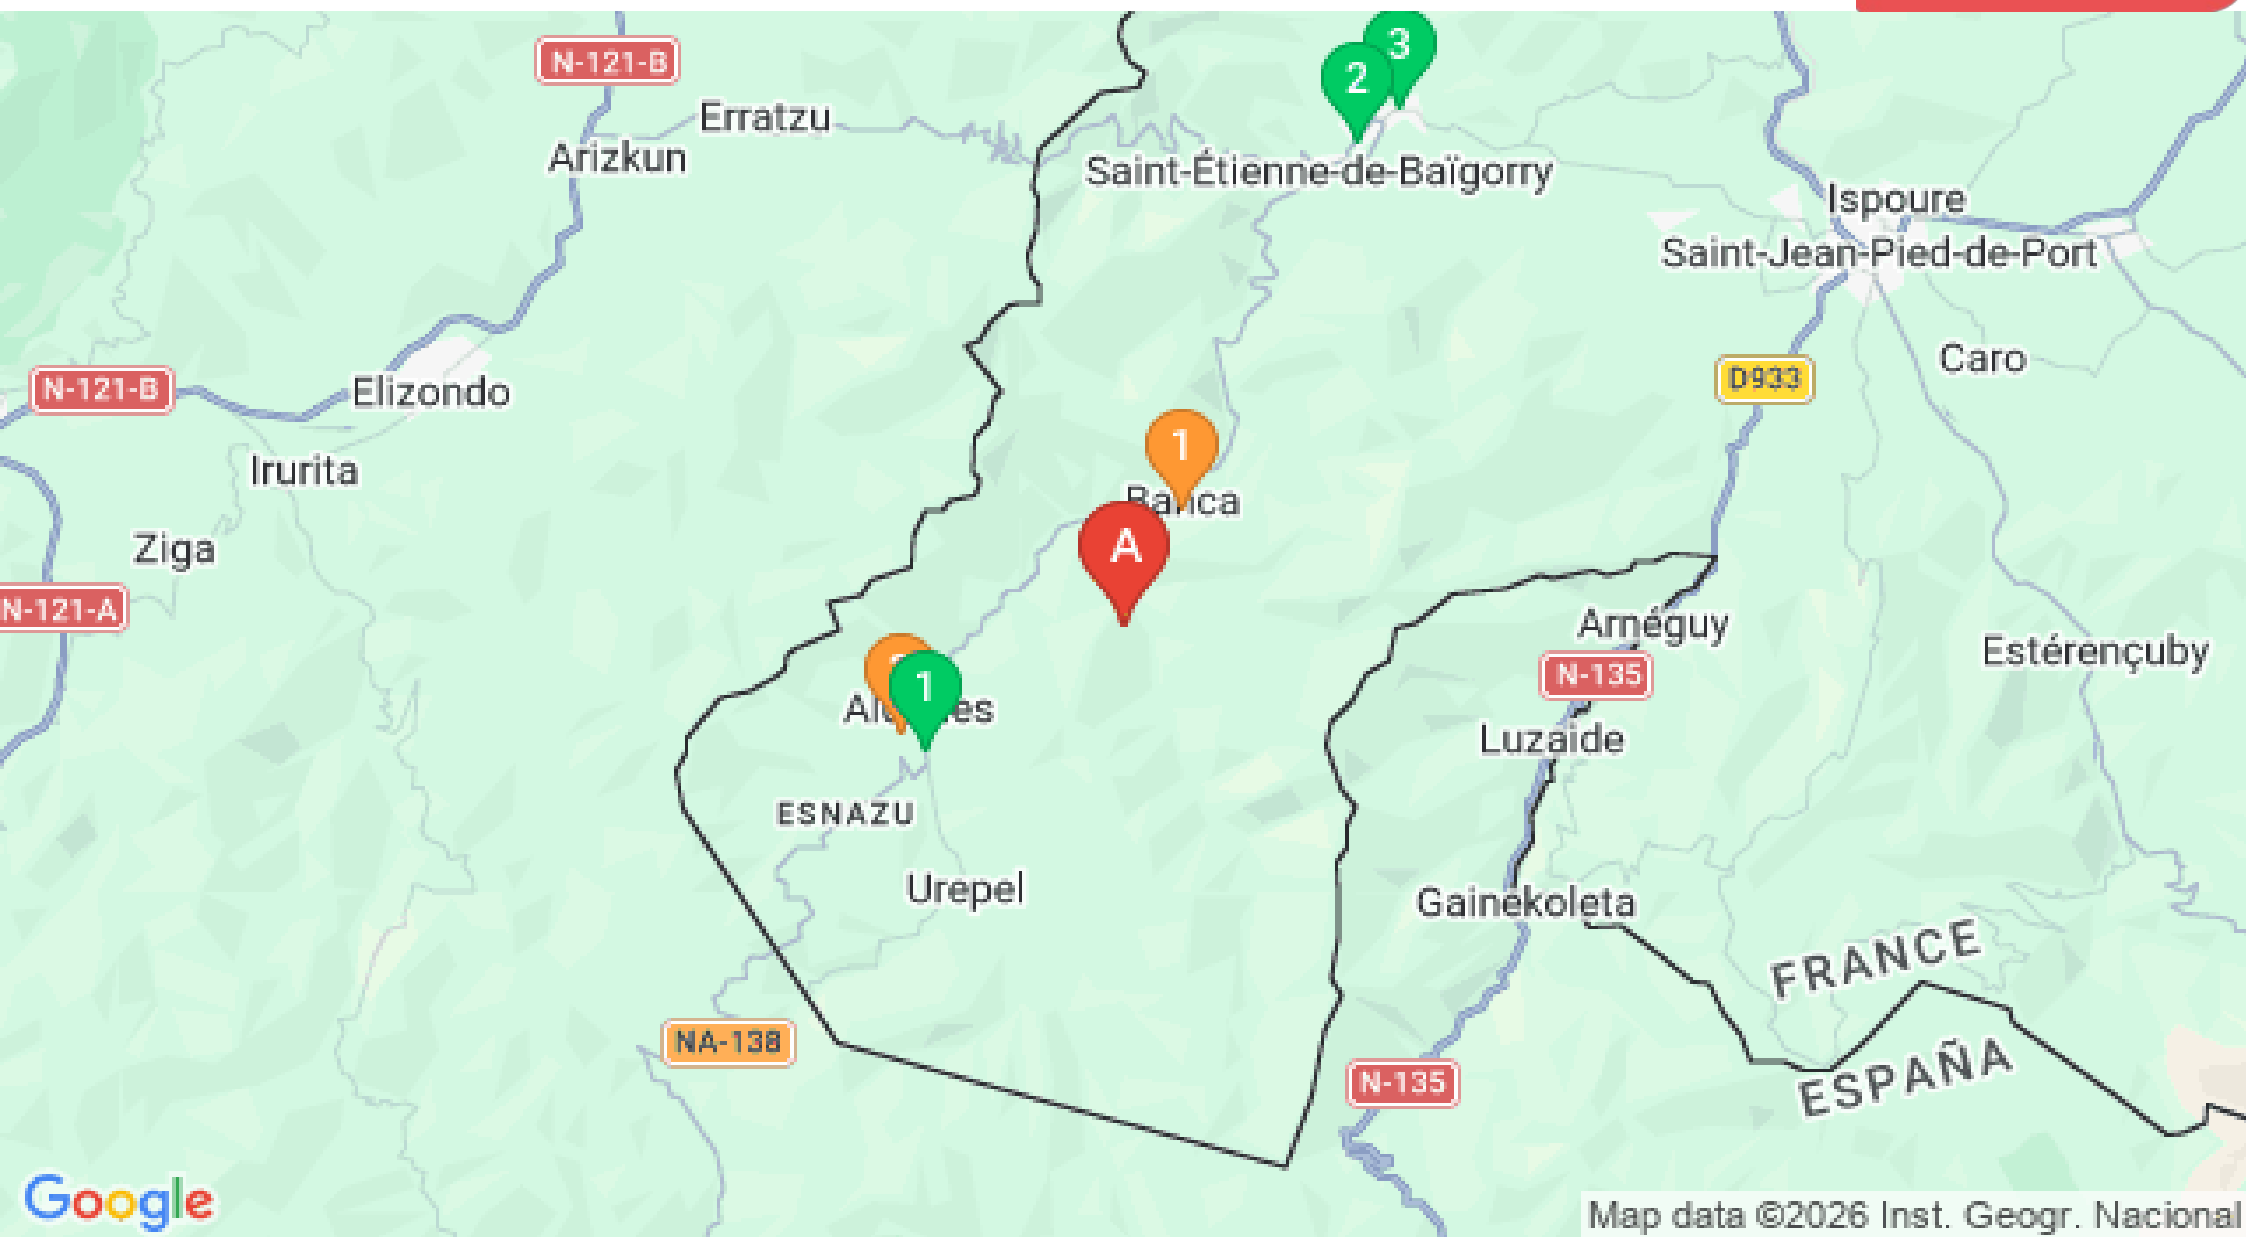 3
N-121-B
2
Erratzu
Arizkun
Saint-Étienne-de-Baïgorry
Ispoure
Saint-Jean-Pied-de-Port
Caro
D933
N-121-B
Elizondo
1
Irurita
Banca
Ziga
A
N-121-A
Arnéguy
Estérençuby
N-135
1
Luzaide
ESNAZU
Urepel
Gainekoleta
FRANCE
NA-138
ESPAÑA
N-135
Google
Map data ©2026 Inst. Geogr. Nacional